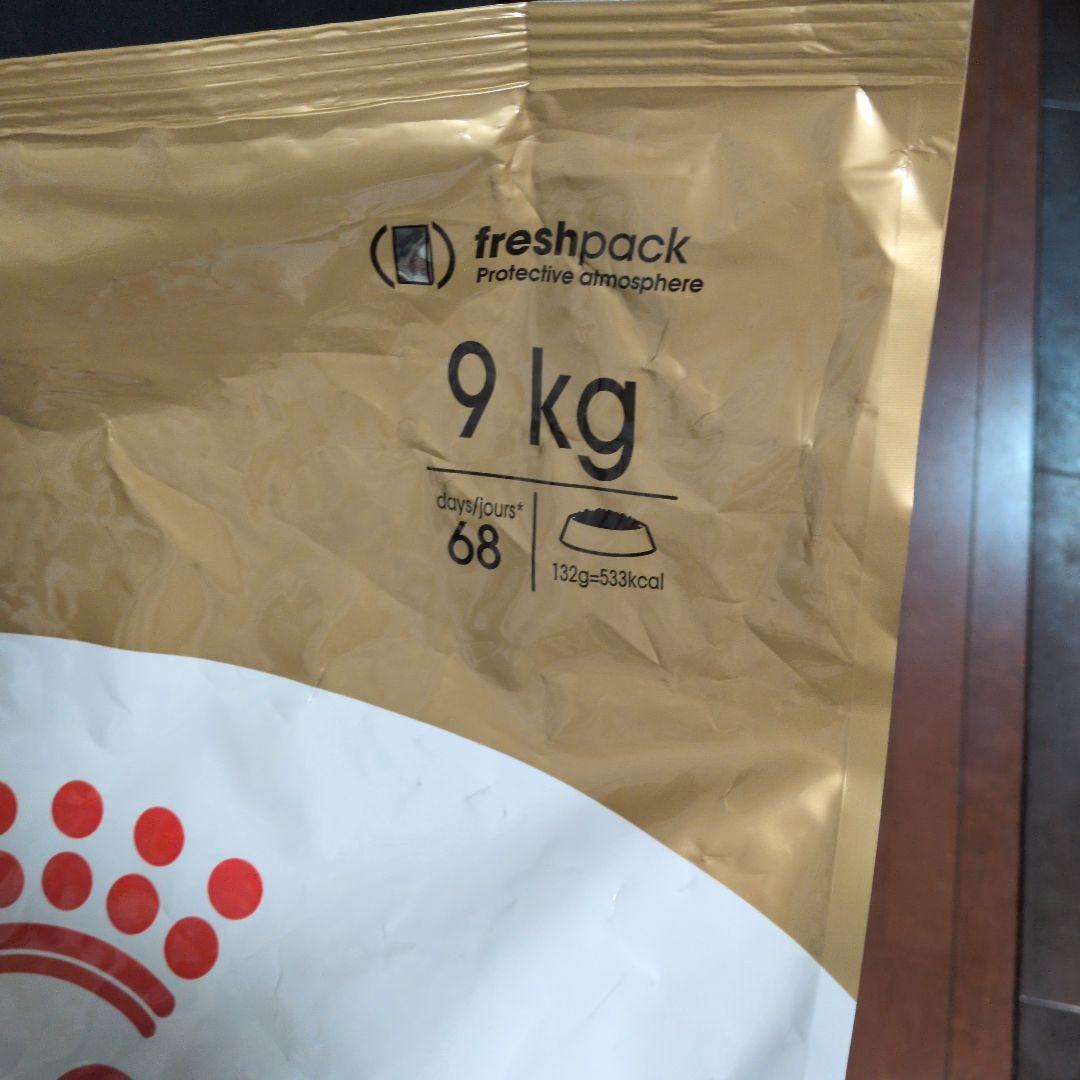 freshpack
Protective atmosphere
9 kg
days/jours*
68
132g=533kcal